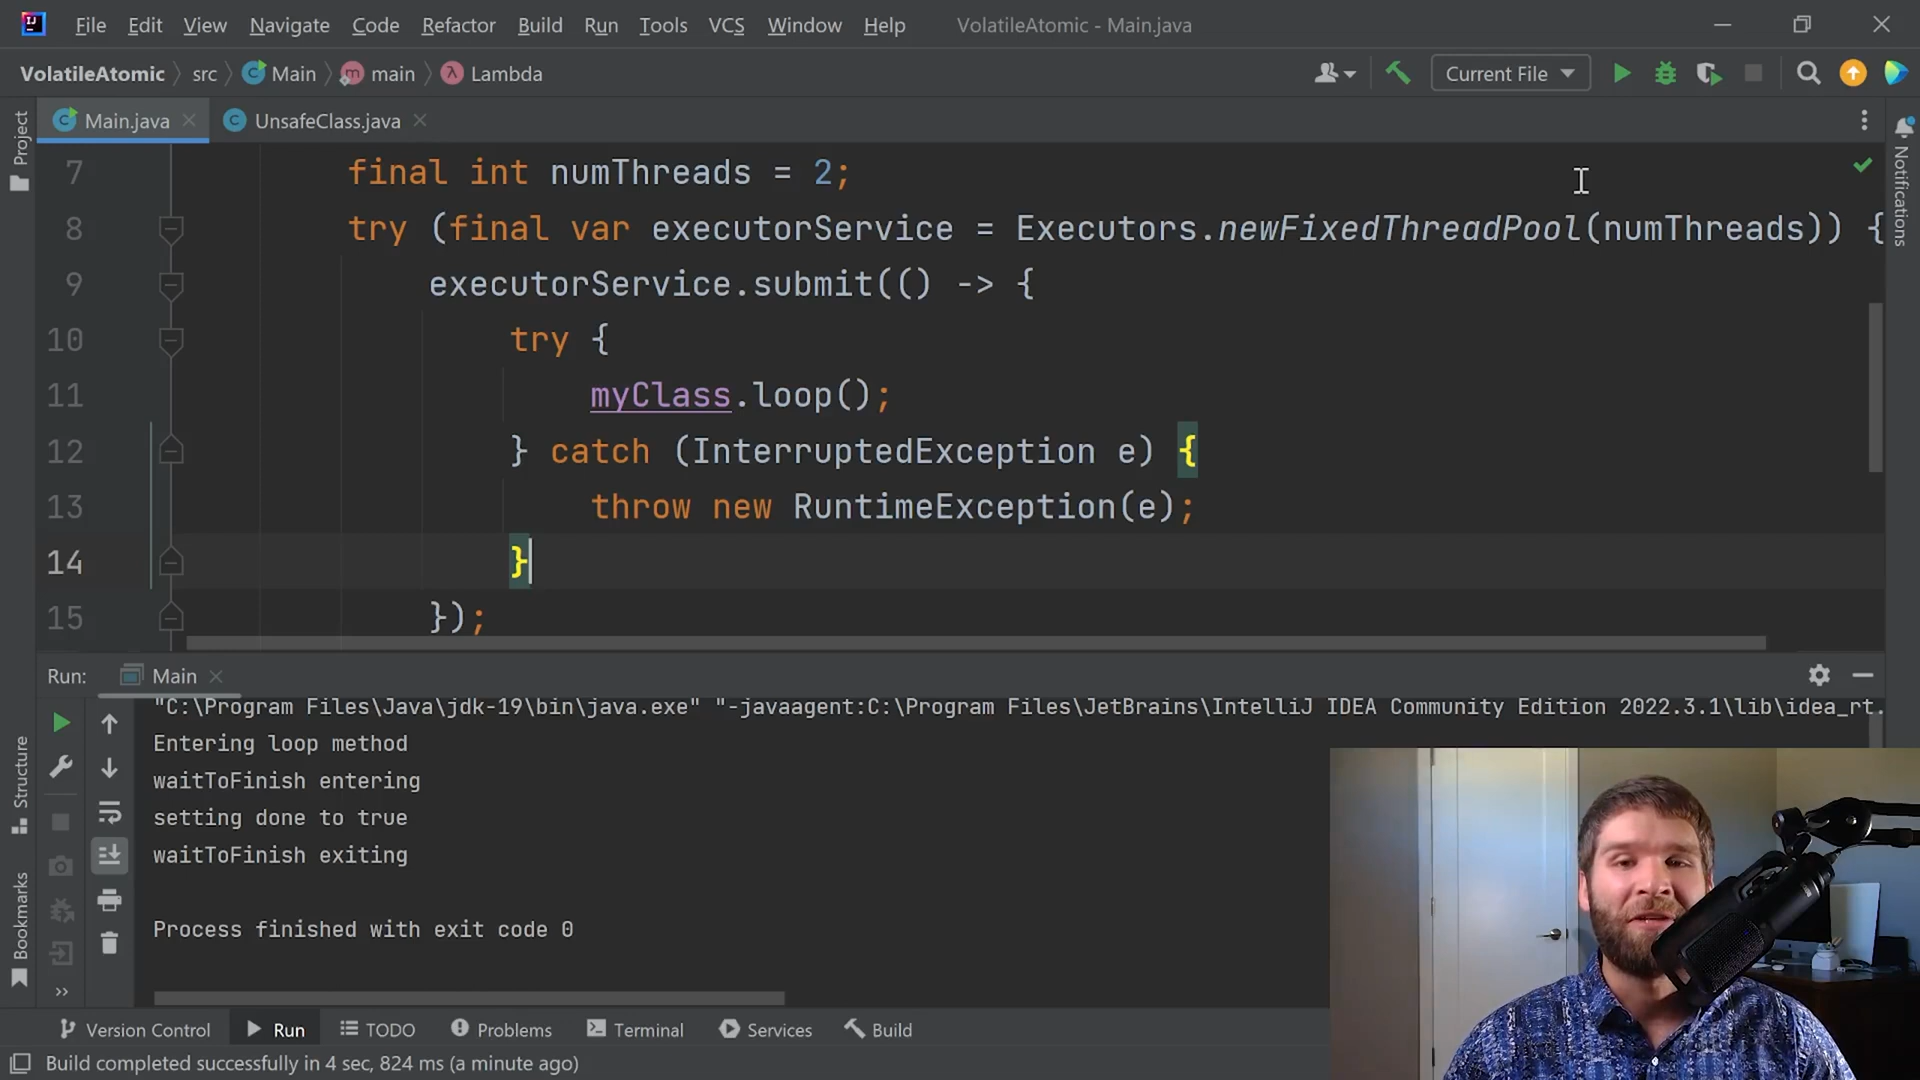 File Edit View Navigate Code Refactor Build Run Tools VCS Window Help VolatileAtomic - Main.java
VolatileAtomic src Main main Lambda Current File
Main.java UnsafeClass.java
Project
Notifications
7 final int numThreads = 2;
8 try (final var executorService = Executors.newFixedThreadPool(numThreads)) {
9 executorService.submit(() -> {
10 try {
11 myClass.loop();
12 } catch (InterruptedException e) {
13 throw new RuntimeException(e);
14 }
15 });
Run: Main
"C:\Program Files\Java\jdk-19\bin\java.exe" "-javaagent:C:\Program Files\JetBrains\IntelliJ IDEA Community Edition 2022.3.1\lib\idea_rt.
Entering loop method
waitToFinish entering
setting done to true
waitToFinish exiting
Process finished with exit code 0
Structure
Bookmarks
Version Control Run TODO Problems Terminal Services Build
Build completed successfully in 4 sec, 824 ms (a minute ago)